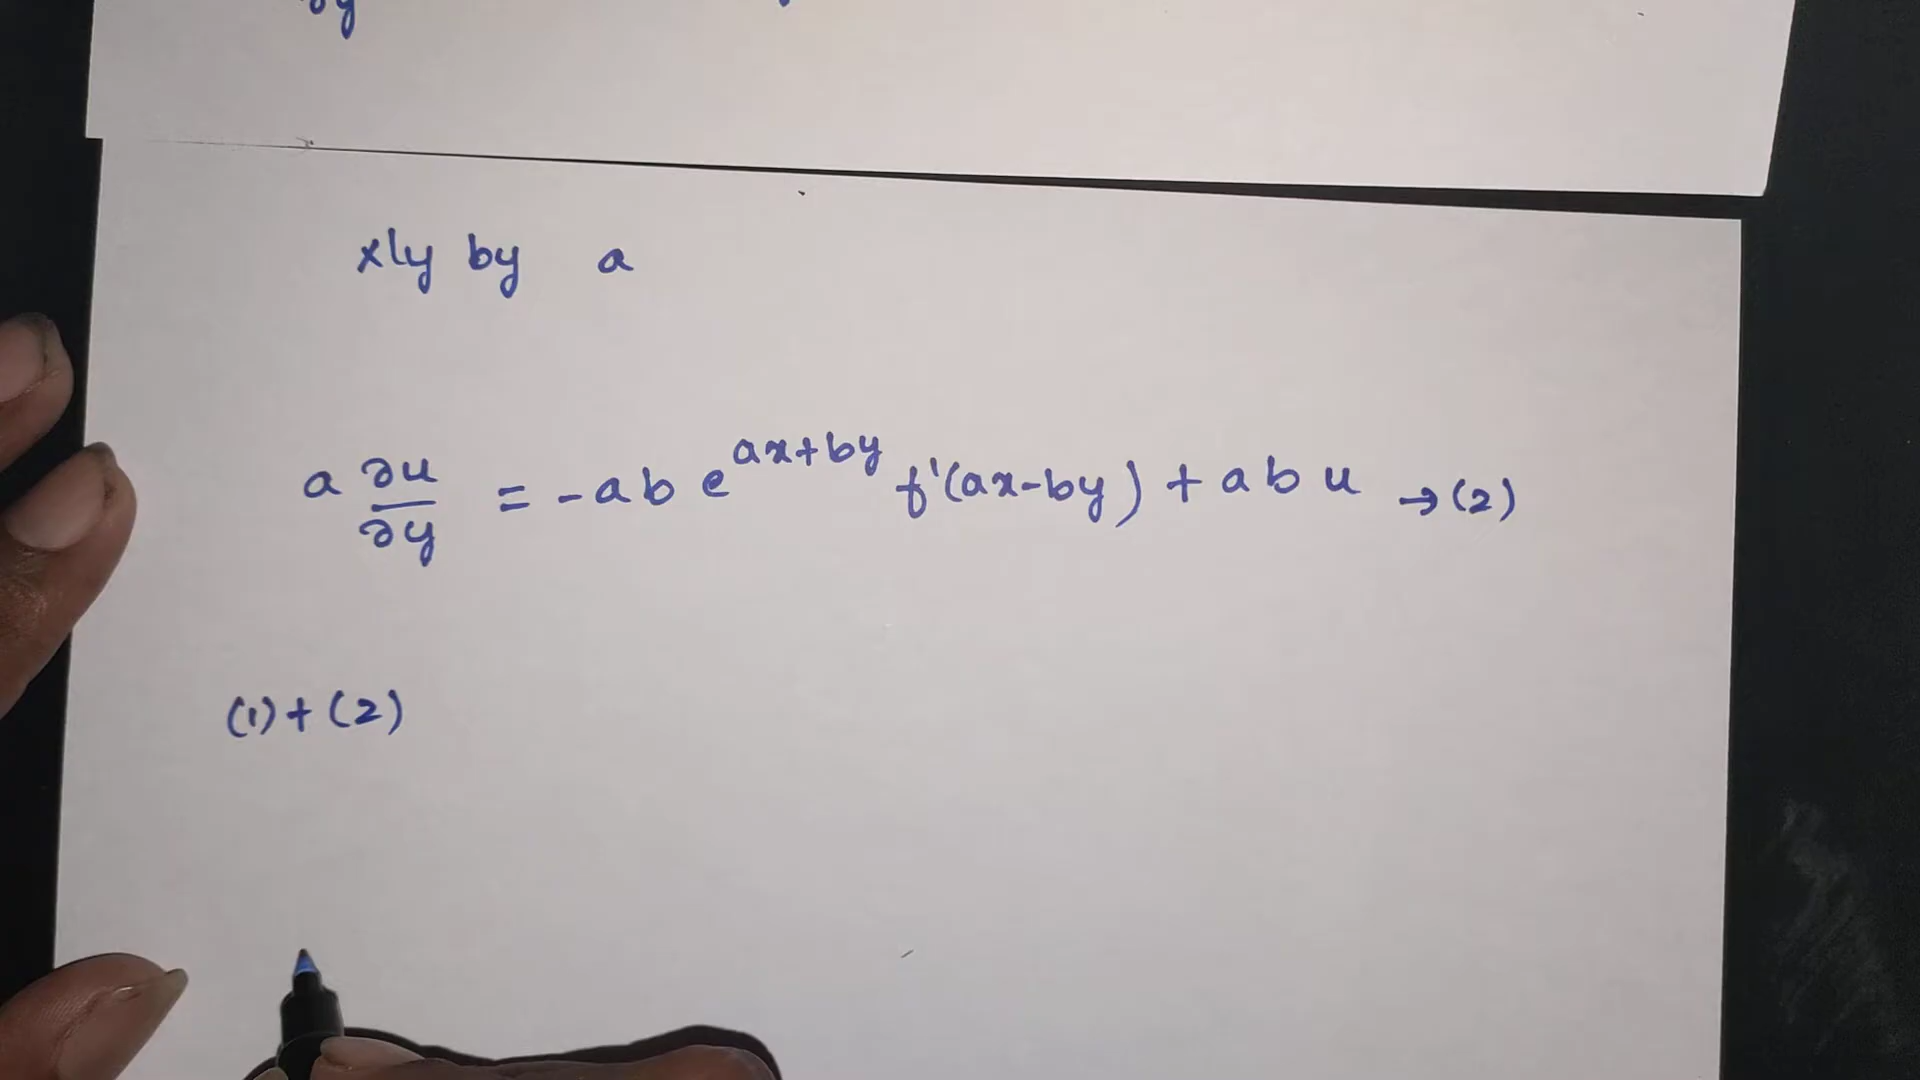 xly by a
a ∂u/∂y = -ab e^{ax+by} f'(ax-by) + abu → (2)
(1)+(2)